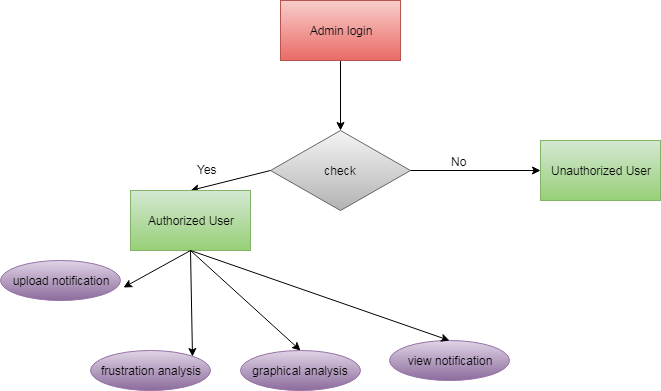 Admin login
check
Yes
No
Unauthorized User
Authorized User
upload notification
frustration analysis
graphical analysis
view notification